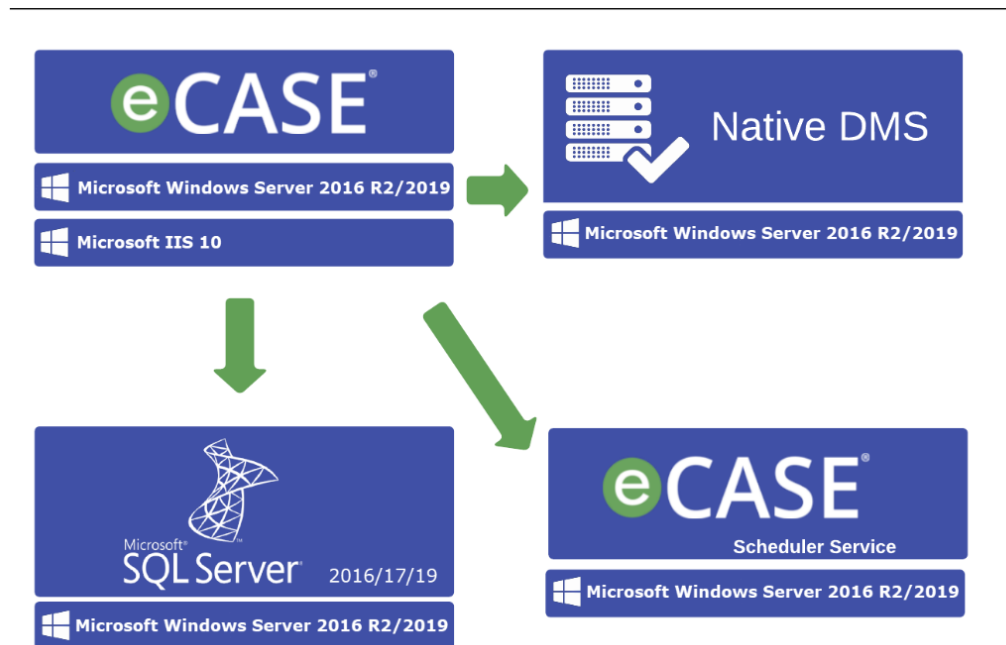 eCASE®
Microsoft Windows Server 2016 R2/2019
Microsoft IIS 10
Native DMS
Microsoft Windows Server 2016 R2/2019
Microsoft®
SQL Server 2016/17/19
Microsoft Windows Server 2016 R2/2019
eCASE®
Scheduler Service
Microsoft Windows Server 2016 R2/2019